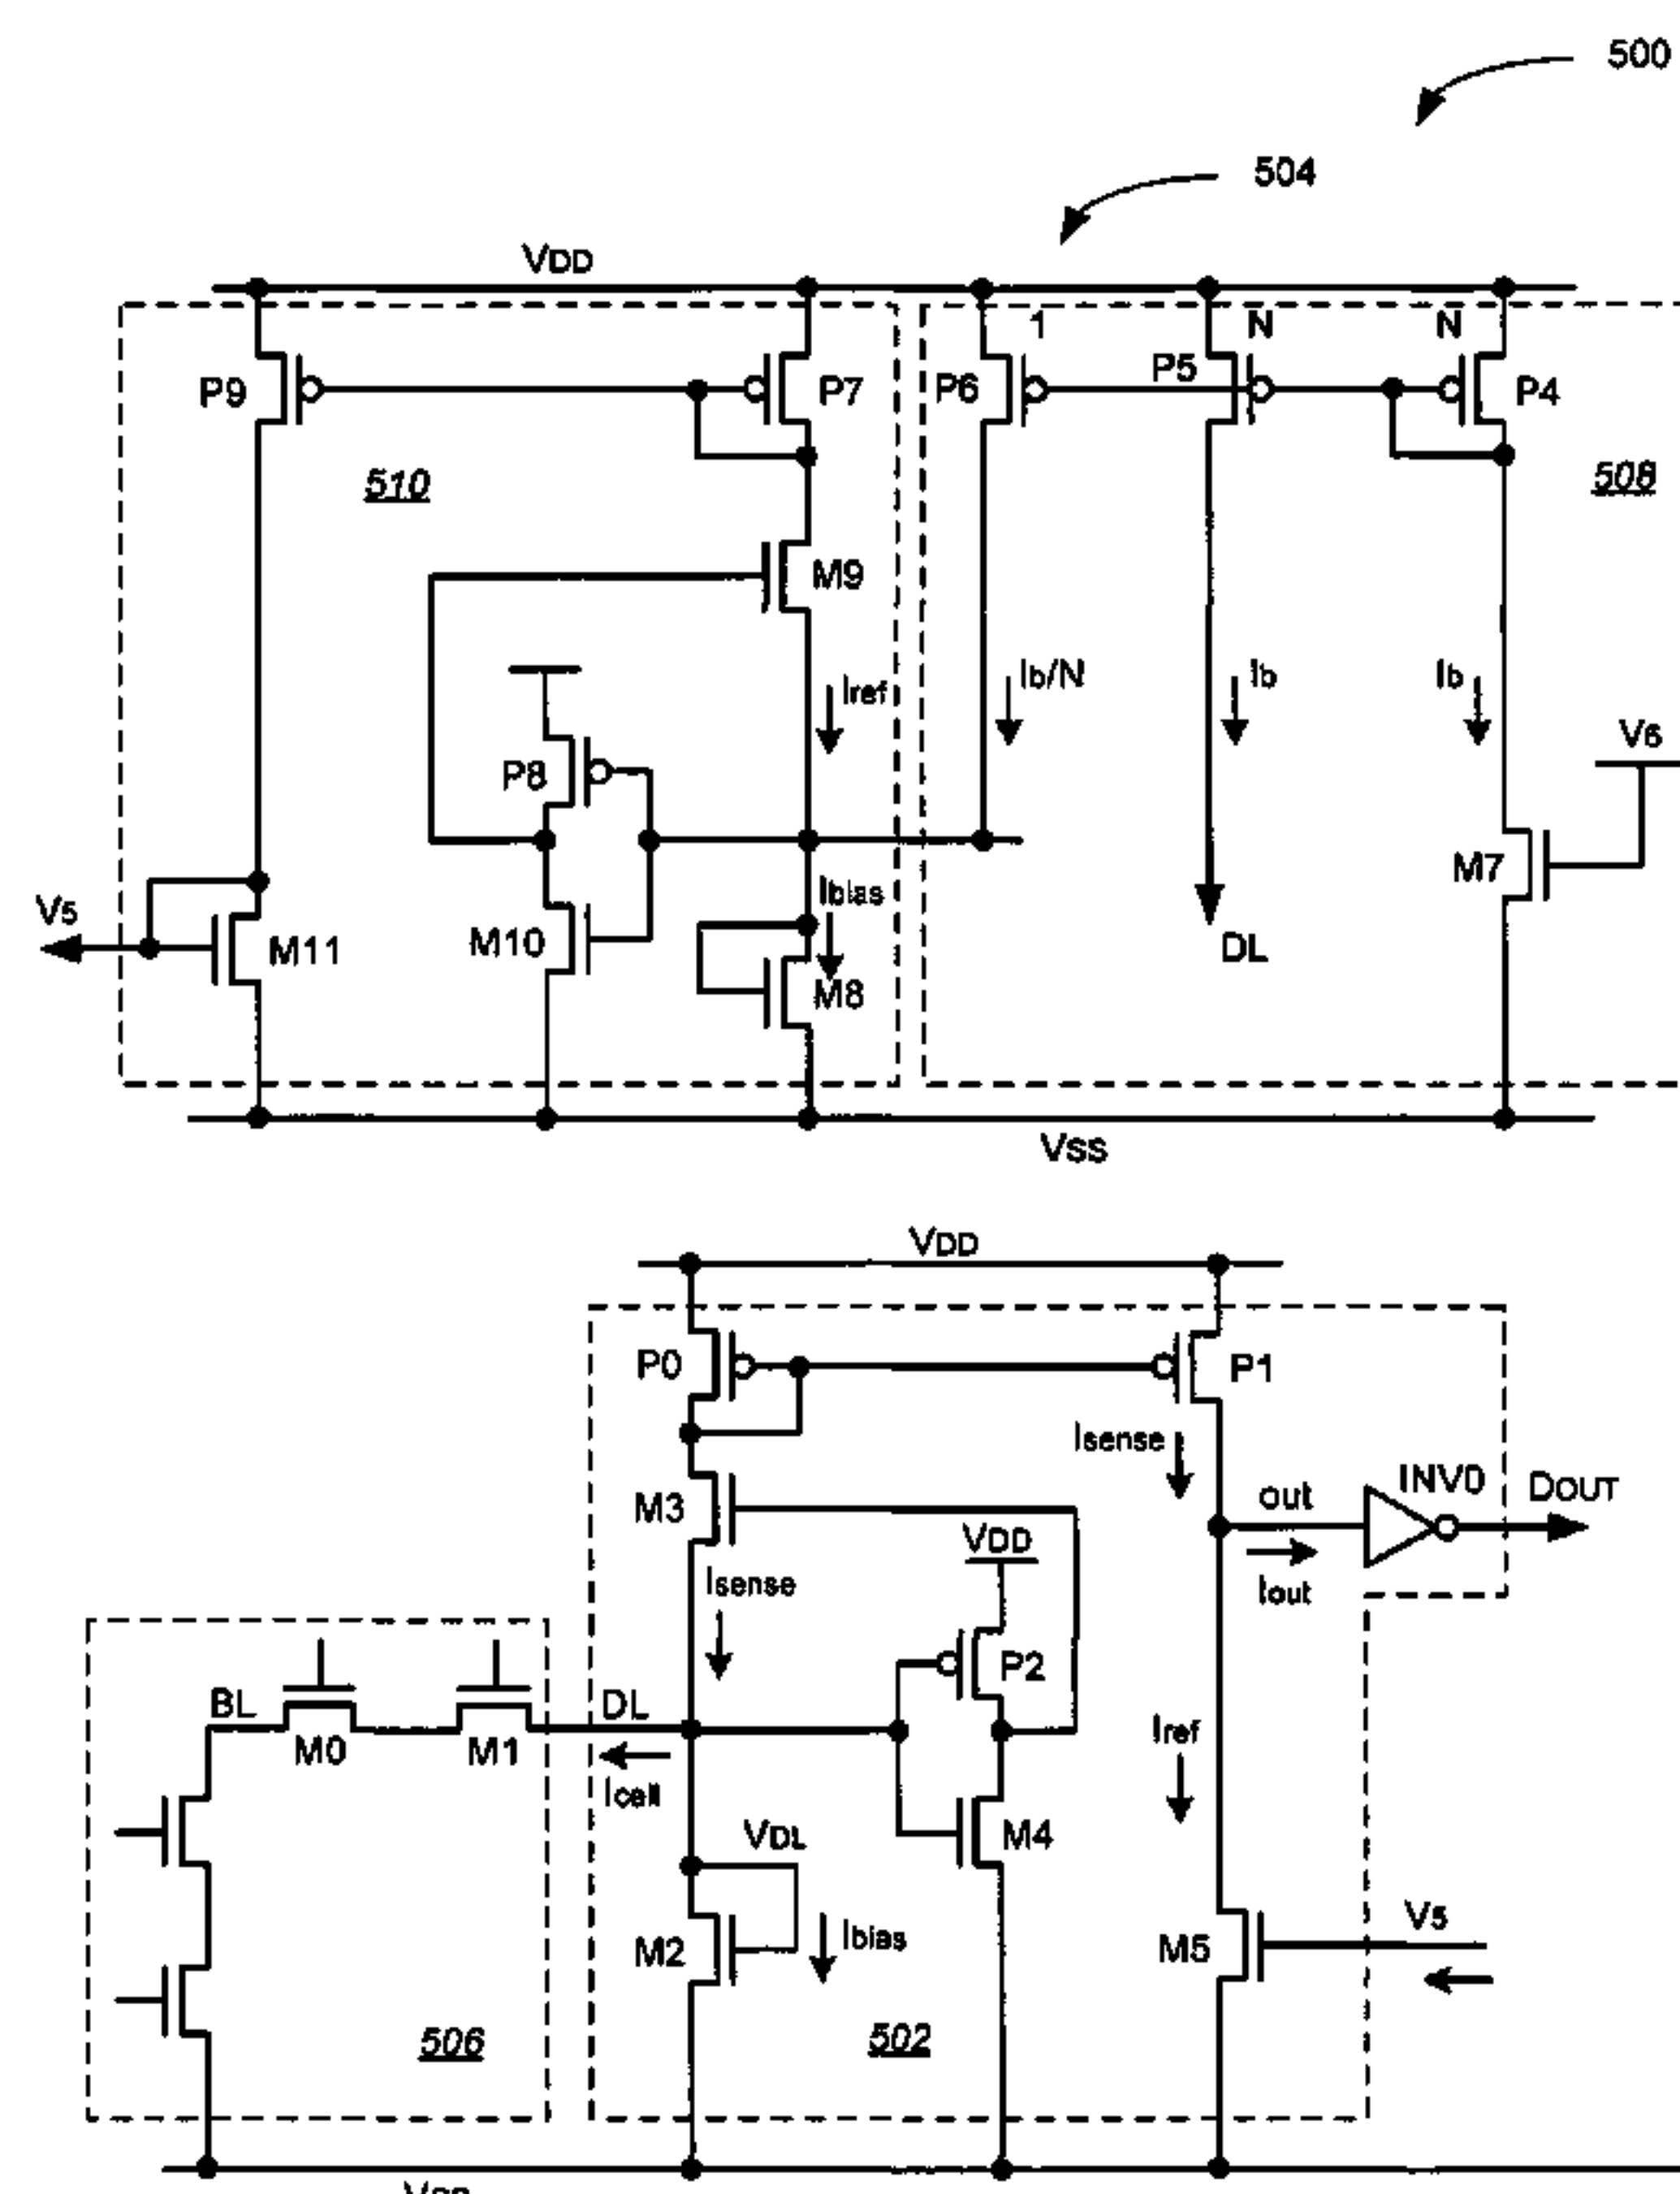 500
504
VDD
1
N
N
P9
P7
P6
P5
P4
510
508
M9
Iref
Ib/N
Ib
Ib
V6
P8
M7
Ibias
V5
M10
M11
M8
DL
VSS
VDD
P0
P1
Isense
INV0
DOUT
out
M3
VDD
Iout
Isense
P2
BL
DL
Iref
M0
M1
Icell
VDL
M4
V5
M2
Ibias
M5
506
502